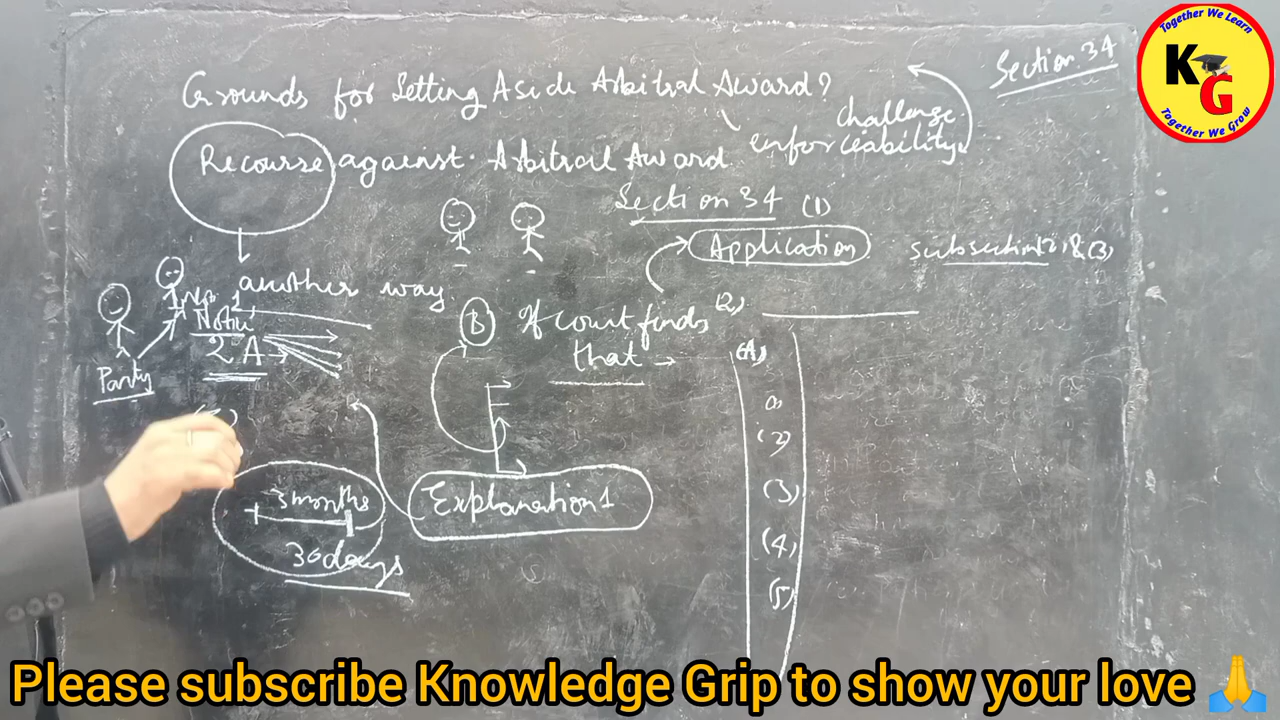 Section 34
Together We Learn
KG
Together We Grow
Grounds for Setting Aside Arbitral Award?
challenge
enforceability
Recourse against Arbitral Award
Section 34 (1)
Application
subsection (2) & (3)
another way
Notice
2A
Party
(B) If court finds (2)
that →
(A)
(2)
(3)
(4)
(5)
3 months
30 days
Explanation 1
Please subscribe Knowledge Grip to show your love 🙏